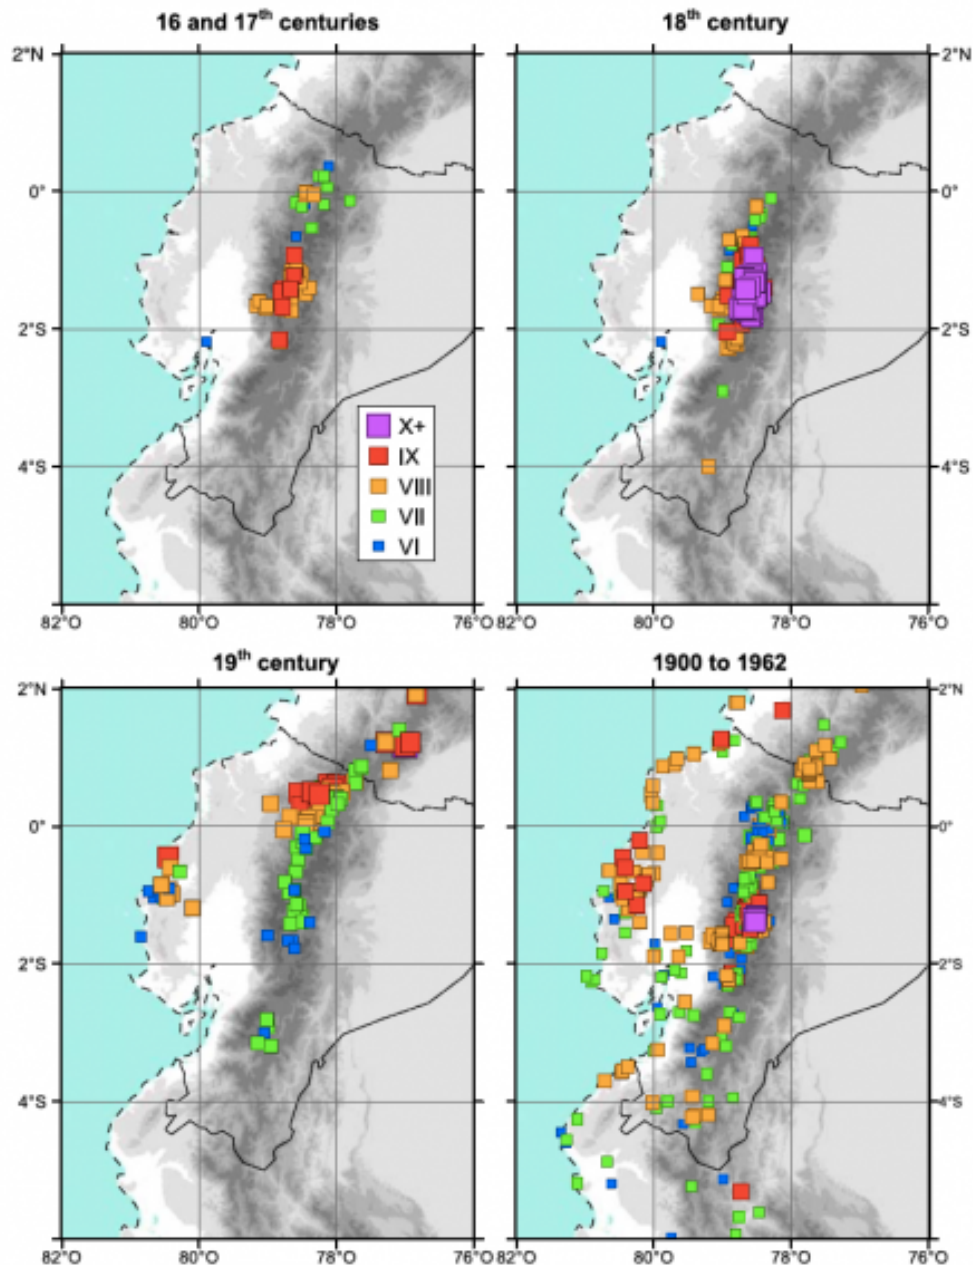 16 and 17th centuries
18th century
2°N
2°N
0°
0°
2°S
2°S
4°S
4°S
X+
IX
VIII
VII
VI
82°O 80°O 78°O 76°O 82°O 80°O 78°O 76°O
19th century
1900 to 1962
2°N
2°N
0°
0°
2°S
2°S
4°S
4°S
82°O 80°O 78°O 76°O 82°O 80°O 78°O 76°O